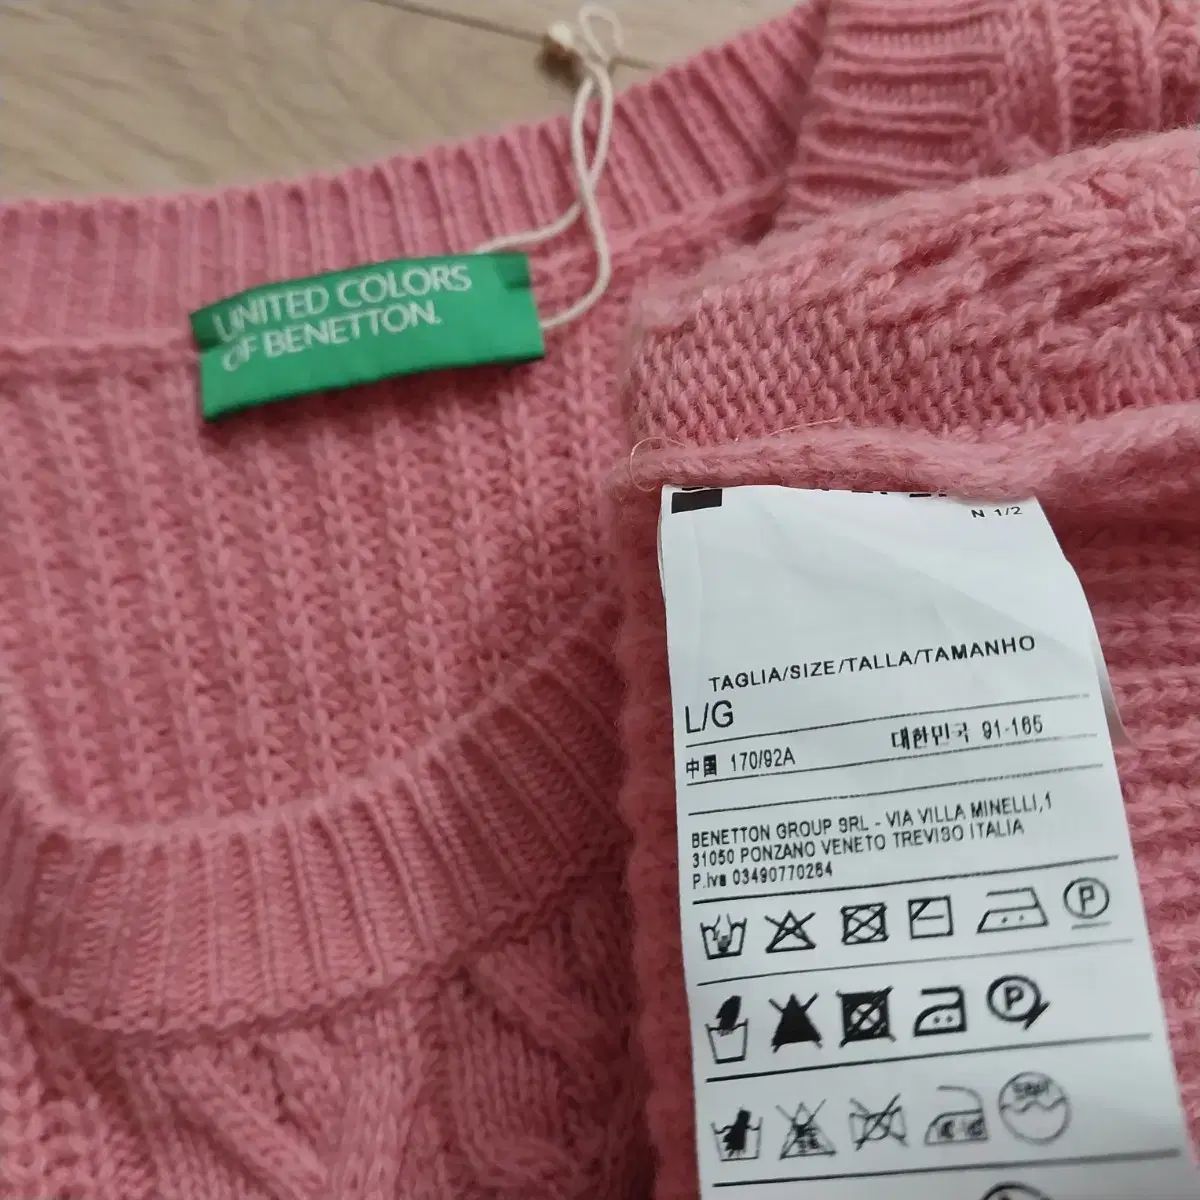 UNITED COLORS
OF BENETTON.
N 1/2
TAGLIA/SIZE/TALLA/TAMANHO
L/G
中国 170/92A
대한민국 91-165
BENETTON GROUP SRL - VIA VILLA MINELLI,1
31050 PONZANO VENETO TREVISO ITALIA
P.iva 03490770264
P
P